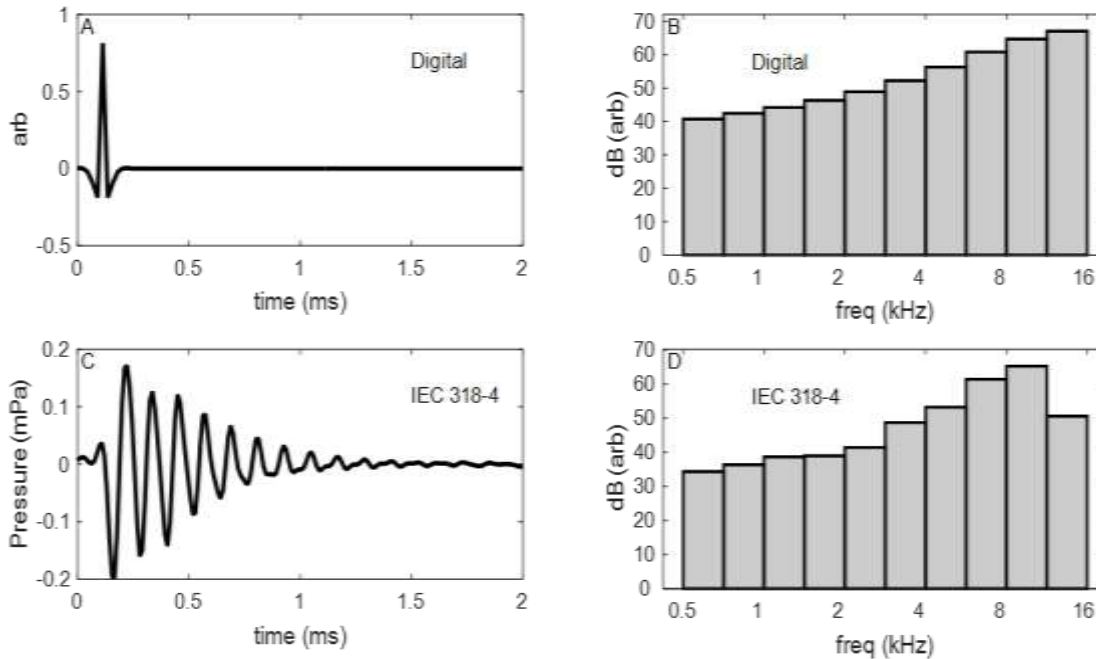 A
Digital
1
0.5
0
-0.5
arb
0
0.5
1
1.5
2
time (ms)
B
Digital
70
60
50
40
30
20
10
0
dB (arb)
0.5
1
2
4
8
16
freq (kHz)
C
IEC 318-4
0.2
0.1
0
-0.1
-0.2
Pressure (mPa)
0
0.5
1
1.5
2
time (ms)
D
IEC 318-4
70
60
50
40
30
20
10
0
dB (arb)
0.5
1
2
4
8
16
freq (kHz)